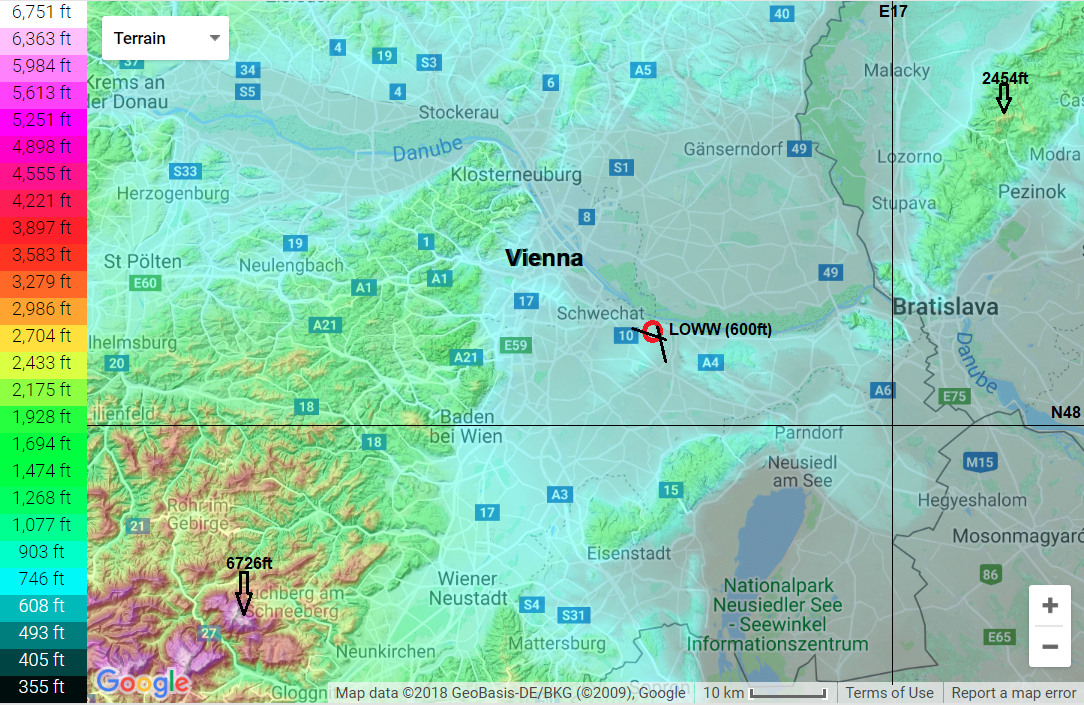 6,751 ft
6,363 ft
5,984 ft
5,613 ft
5,251 ft
4,898 ft
4,555 ft
4,221 ft
3,897 ft
3,583 ft
3,279 ft
2,986 ft
2,704 ft
2,433 ft
2,175 ft
1,928 ft
1,694 ft
1,474 ft
1,268 ft
1,077 ft
903 ft
746 ft
608 ft
493 ft
405 ft
355 ft
Terrain
E17
40
4
19
S3
37
34
A5
Malacky
2454ft
Krems an
der Donau
S5
4
6
Stockerau
Danube
Gänserndorf
49
Lozorno
Modra
S33
Klosterneuburg
S1
Herzogenburg
Pezinok
Stupava
8
19
1
Vienna
St Pölten
Neulengbach
E60
A1
A1
49
17
Schwechat
Bratislava
A21
10
LOWW (600ft)
E59
lhelmsburg
20
A21
A4
Danube
A6
E75
ilienfeld
18
Baden
bei Wien
N48
18
Parndorf
Neusiedl
am See
M15
15
A3
17
Hegyeshalom
Rohr im
Gebirge
21
Eisenstadt
Mosonmagyaró
6726ft
uchberg am
Schneeberg
Wiener
Neustadt
Nationalpark
Neusiedler See
- Seewinkel
Informationszentrum
86
S4
S31
27
Mattersburg
E65
Neunkirchen
+
−
Google
Gloggni
Map data ©2018 GeoBasis-DE/BKG (©2009), Google
10 km
Terms of Use
Report a map error